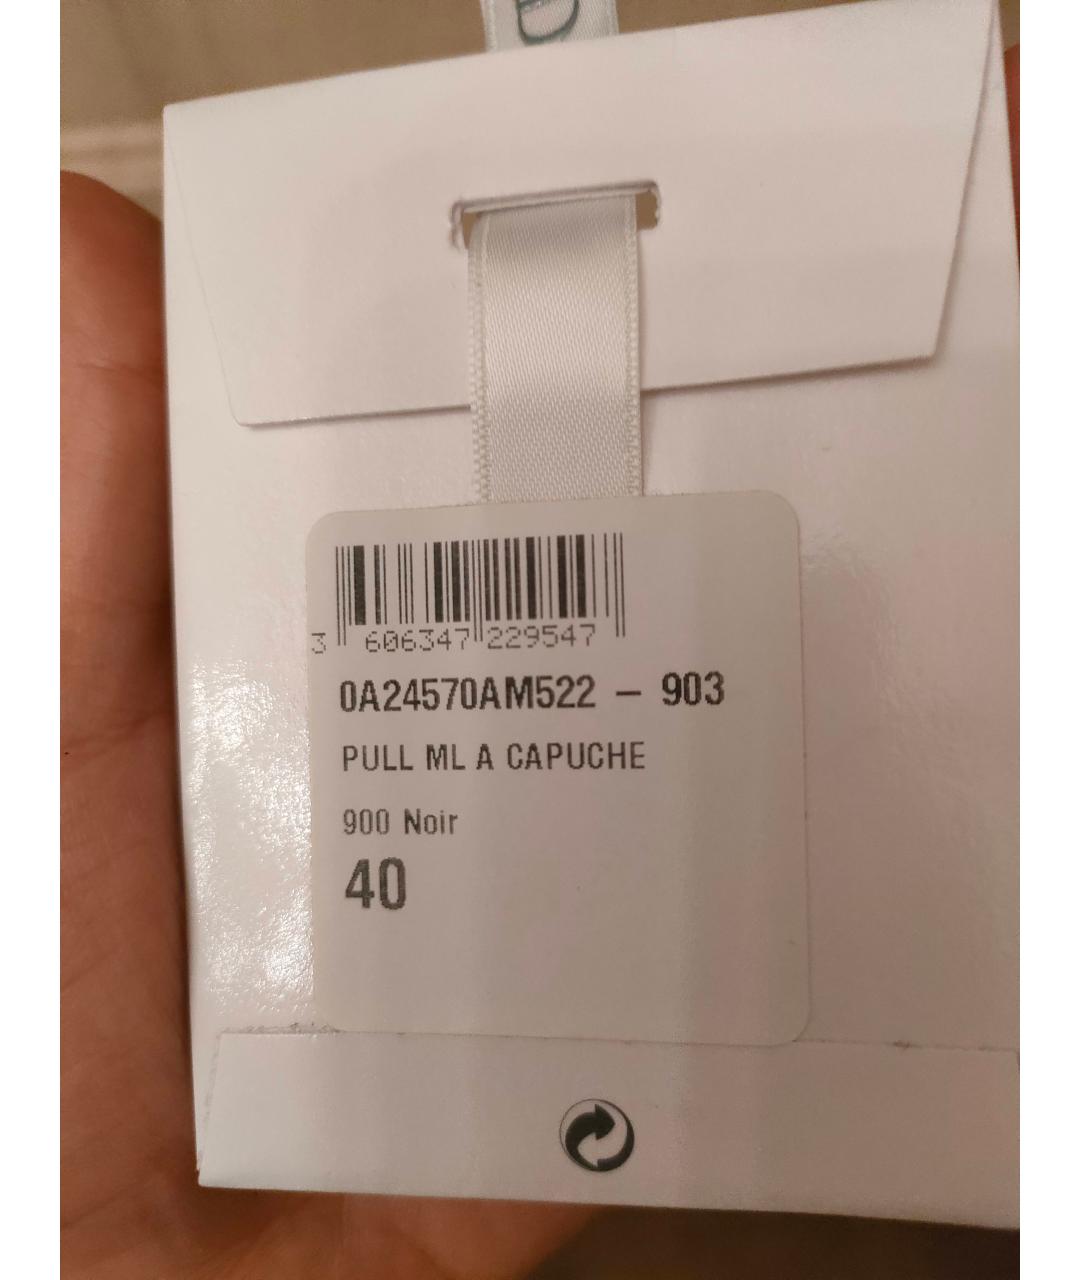 D
3 606347 229547
0A24570AM522 – 903
PULL ML A CAPUCHE
900 Noir
40